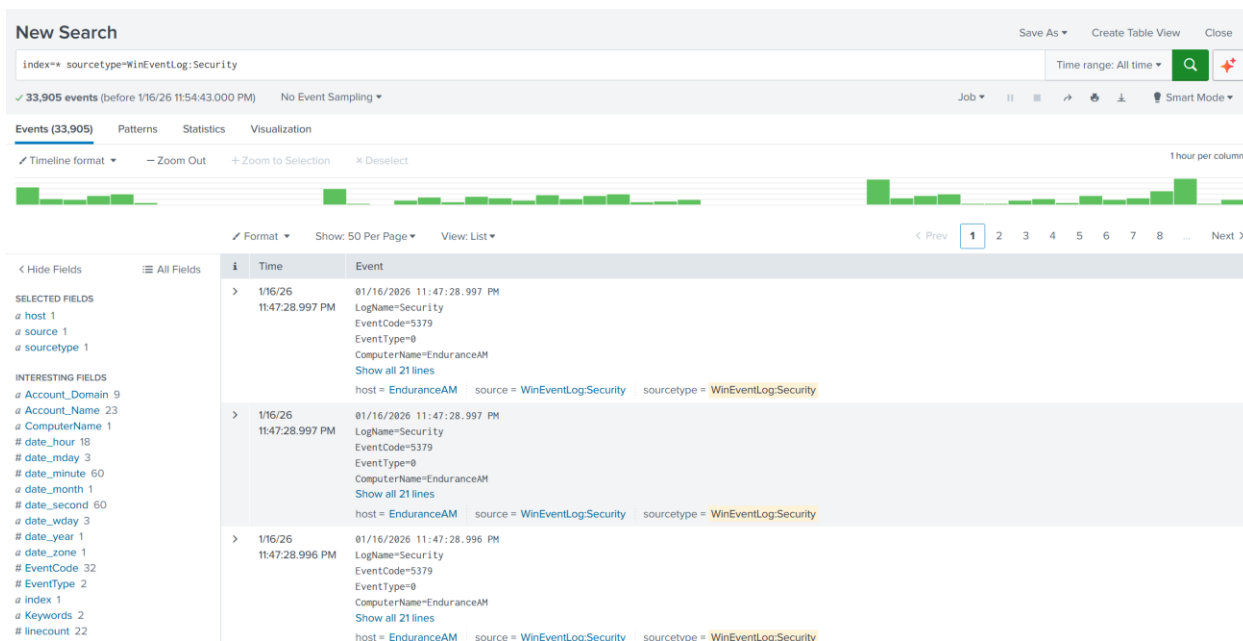 New Search
Save As Create Table View Close
index=* sourcetype=WinEventLog:Security
Time range: All time
33,905 events (before 1/16/26 11:54:43.000 PM) No Event Sampling
Job Smart Mode
Events (33,905) Patterns Statistics Visualization
Timeline format — Zoom Out + Zoom to Selection × Deselect
1 hour per column
Format Show: 50 Per Page View: List
< Prev 1 2 3 4 5 6 7 8 ... Next >
< Hide Fields All Fields
i Time Event
SELECTED FIELDS
a host 1
a source 1
a sourcetype 1
INTERESTING FIELDS
a Account_Domain 9
a Account_Name 23
a ComputerName 1
# date_hour 18
# date_mday 3
# date_minute 60
a date_month 1
# date_second 60
a date_wday 3
# date_year 1
a date_zone 1
# EventCode 32
# EventType 2
a index 1
a Keywords 2
# linecount 22
> 1/16/26
11:47:28.997 PM
01/16/2026 11:47:28.997 PM
LogName=Security
EventCode=5379
EventType=0
ComputerName=EnduranceAM
Show all 21 lines
host = EnduranceAM source = WinEventLog:Security sourcetype = WinEventLog:Security
> 1/16/26
11:47:28.997 PM
01/16/2026 11:47:28.997 PM
LogName=Security
EventCode=5379
EventType=0
ComputerName=EnduranceAM
Show all 21 lines
host = EnduranceAM source = WinEventLog:Security sourcetype = WinEventLog:Security
> 1/16/26
11:47:28.996 PM
01/16/2026 11:47:28.996 PM
LogName=Security
EventCode=5379
EventType=0
ComputerName=EnduranceAM
Show all 21 lines
host = EnduranceAM source = WinEventLog:Security sourcetype = WinEventLog:Security